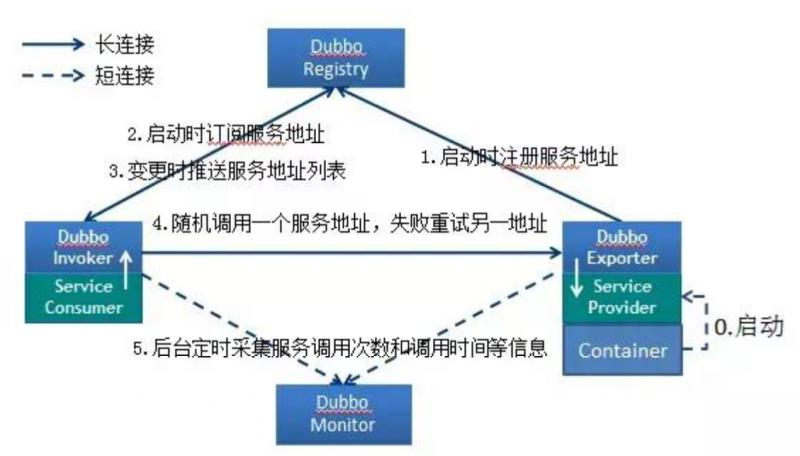 长连接
短连接
Dubbo
Registry
2.启动时订阅服务地址
3.变更时推送服务地址列表
1.启动时注册服务地址
4.随机调用一个服务地址，失败重试另一地址
Dubbo
Invoker
Service
Consumer
Dubbo
Exporter
Service
Provider
Container
0.启动
5.后台定时采集服务调用次数和调用时间等信息
Dubbo
Monitor